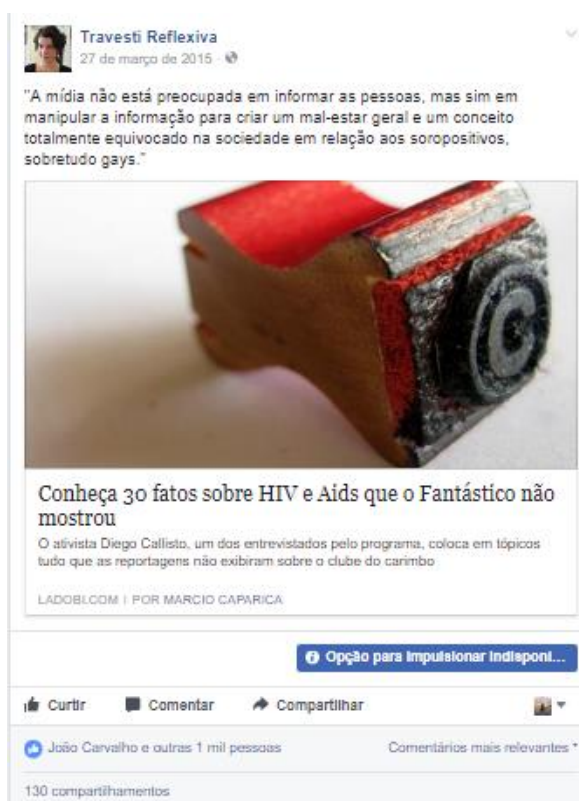 Travesti Reflexiva
27 de março de 2015
"A mídia não está preocupada em informar as pessoas, mas sim em
manipular a informação para criar um mal-estar geral e um conceito
totalmente equivocado na sociedade em relação aos soropositivos,
sobretudo gays."
C
Conheça 30 fatos sobre HIV e Aids que o Fantástico não
mostrou
O ativista Diego Callisto, um dos entrevistados pelo programa, coloca em tópicos
tudo que as reportagens não exibiram sobre o clube do carimbo
LADOBI.COM | POR MARCIO CAPARICA
Opção para impulsionar indisponí...
Curtir Comentar Compartilhar
João Carvalho e outras 1 mil pessoas Comentários mais relevantes
130 compartilhamentos